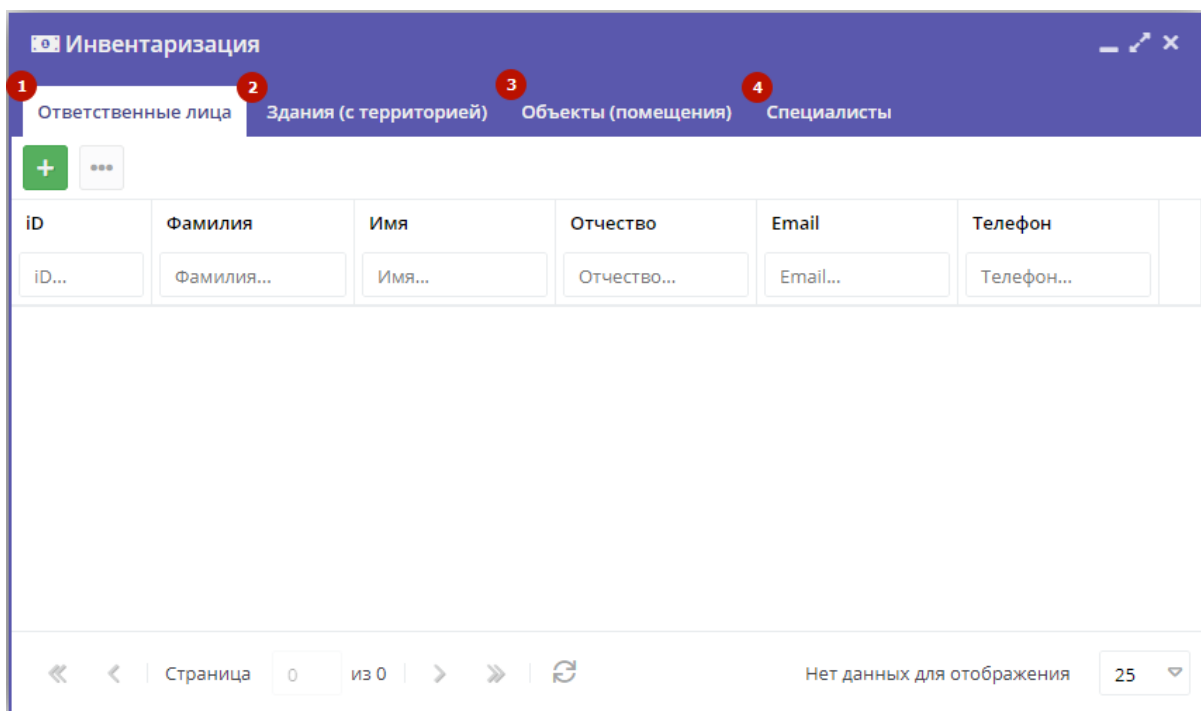 Инвентаризация
1 2 3 4
Ответственные лица Здания (с территорией) Объекты (помещения) Специалисты
iD Фамилия Имя Отчество Email Телефон
iD... Фамилия... Имя... Отчество... Email... Телефон...
Страница 0 из 0 Нет данных для отображения 25